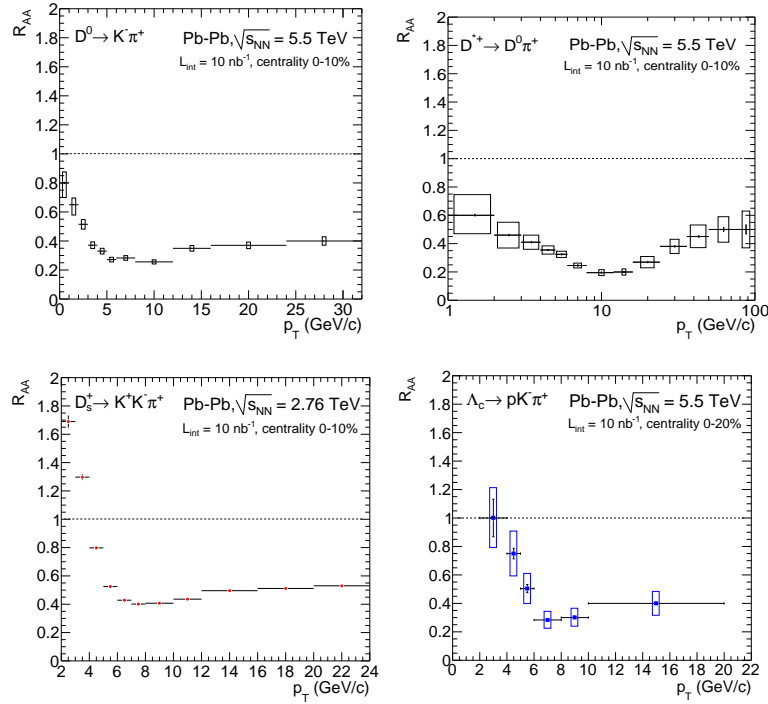 R_AA
D⁰→ K⁻π⁺
Pb-Pb,√s_NN = 5.5 TeV
L_int = 10 nb⁻¹, centrality 0-10%
2
1.8
1.6
1.4
1.2
1
0.8
0.6
0.4
0.2
0
0 5 10 15 20 25 30
p_T (GeV/c)
R_AA
D*⁺→ D⁰π⁺
Pb-Pb,√s_NN = 5.5 TeV
L_int = 10 nb⁻¹, centrality 0-10%
2
1.8
1.6
1.4
1.2
1
0.8
0.6
0.4
0.2
0
1 10 100
p_T (GeV/c)
R_AA
D_s⁺→ K⁺K⁻π⁺
Pb-Pb,√s_NN = 2.76 TeV
L_int = 10 nb⁻¹, centrality 0-10%
2
1.8
1.6
1.4
1.2
1
0.8
0.6
0.4
0.2
0
2 4 6 8 10 12 14 16 18 20 22 24
p_T (GeV/c)
R_AA
Λ_c→ pK⁻π⁺
Pb-Pb,√s_NN = 5.5 TeV
L_int = 10 nb⁻¹, centrality 0-20%
2
1.8
1.6
1.4
1.2
1
0.8
0.6
0.4
0.2
0
0 2 4 6 8 10 12 14 16 18 20 22
p_T (GeV/c)